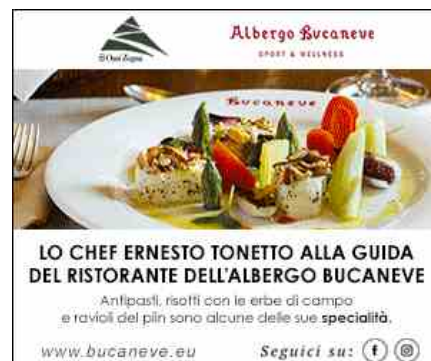 Albergo Bucaneve
SPORT & WELLNESS
Bucaneve
LO CHEF ERNESTO TONETTO ALLA GUIDA
DEL RISTORANTE DELL'ALBERGO BUCANEVE
Antipasti, risotti con le erbe di campo
e ravioli del plin sono alcune delle sue specialità.
www.bucaneve.eu
Seguici su: